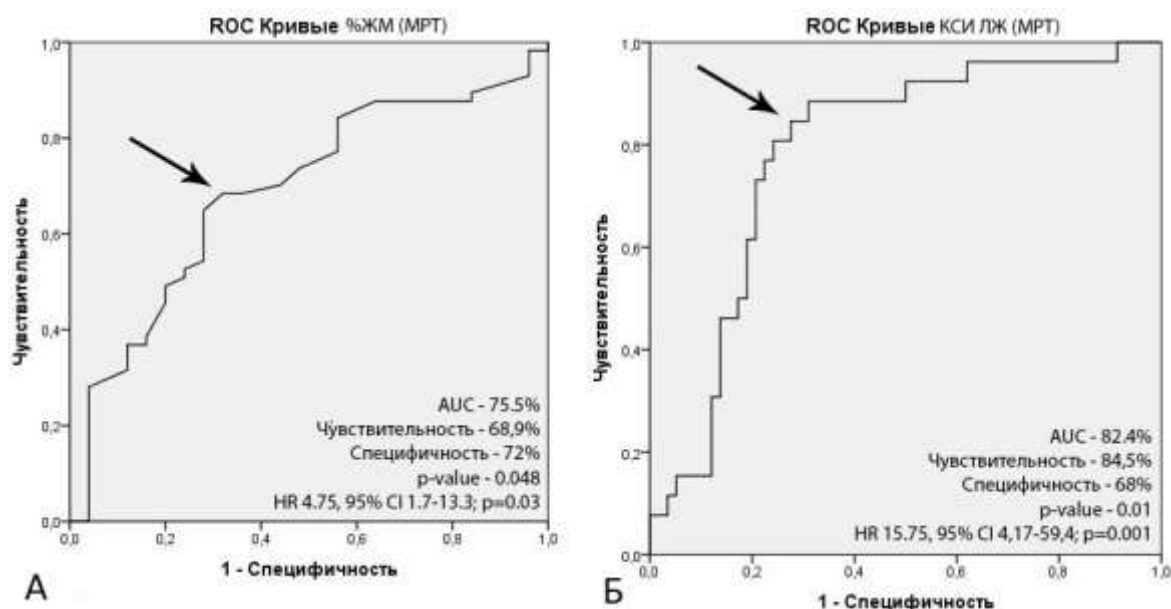 ROC Кривые %ЖМ (МРТ)
1,0
0,8
0,6
0,4
0,2
0,0
Чувствительность
AUC - 75.5%
Чувствительность - 68,9%
Специфичность - 72%
p-value - 0.048
HR 4.75, 95% CI 1.7-13.3; p=0.03
0,0 0,2 0,4 0,6 0,8 1,0
1 - Специфичность
А
ROC Кривые КСИ ЛЖ (МРТ)
1,0
0,8
0,6
0,4
0,2
0,0
Чувствительность
AUC - 82.4%
Чувствительность - 84,5%
Специфичность - 68%
p-value - 0.01
HR 15.75, 95% CI 4,17-59,4; p=0.001
0,0 0,2 0,4 0,6 0,8 1,0
1 - Специфичность
Б